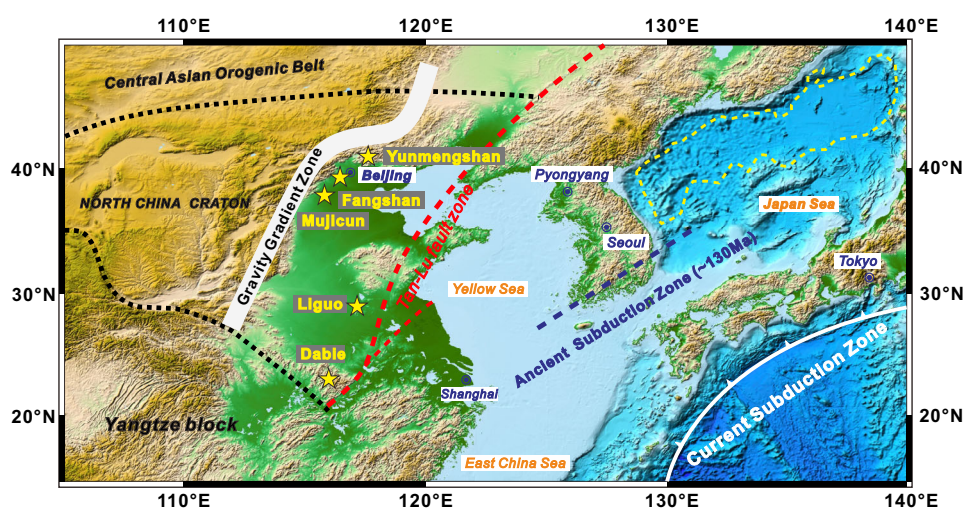 110°E 120°E 130°E 140°E
Central Asian Orogenic Belt
Gravity Gradient Zone
Yunmengshan
40°N
40°N
Beijing
Pyongyang
NORTH CHINA CRATON
Fangshan
Japan Sea
Mujicun
Tan-Lu fault zone
Seoul
Tokyo
Yellow Sea
30°N
30°N
Liguo
Ancient Subduction Zone (~130Ma)
Dabie
Shanghai
Current Subduction Zone
20°N
20°N
Yangtze block
East China Sea
110°E 120°E 130°E 140°E